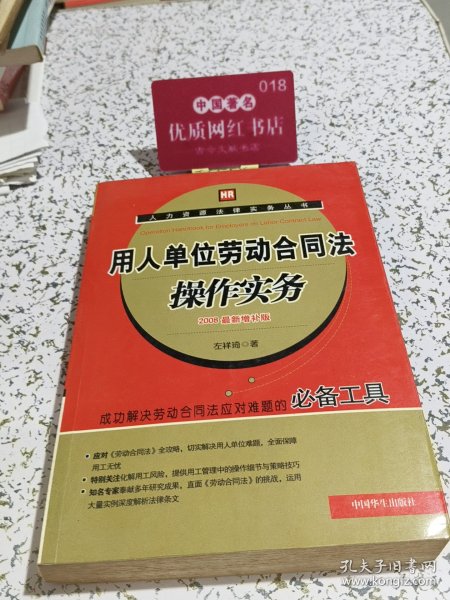 018
中国著名
优质网红书店
古今文献书店
HR
人力资源法律实务丛书
Operation Handbook for Employers on Labor Contract Law
用人单位劳动合同法
操作实务
2008最新增补版
左祥琦◎著
成功解决劳动合同法应对难题的必备工具
● 应对《劳动合同法》全攻略，切实解决用人单位难题，全面保障
用工无忧
● 特别关注化解用工风险，提供用工管理中的操作细节与策略技巧
● 知名专家奉献多年研究成果，直面《劳动合同法》的挑战，运用
大量实例深度解析法律条文
中国华生出版社
孔夫子旧书网
www.kongfz.com